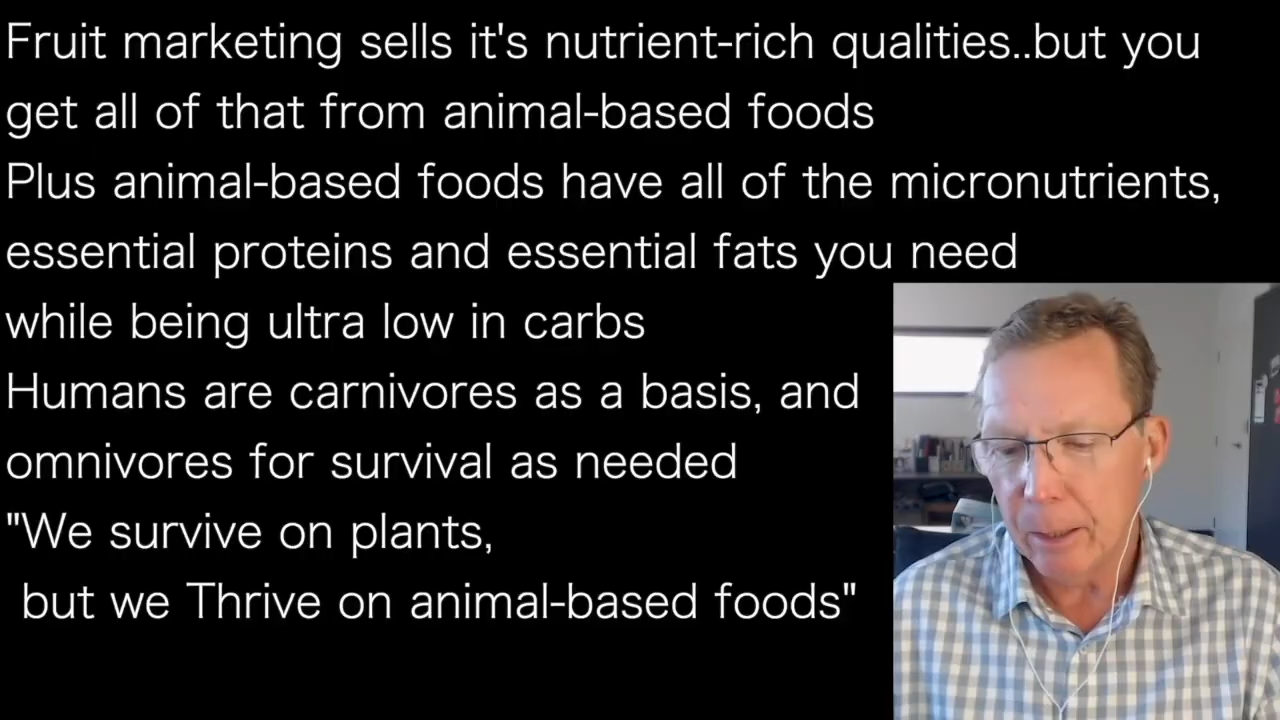 Fruit marketing sells it's nutrient-rich qualities..but you
get all of that from animal-based foods
Plus animal-based foods have all of the micronutrients,
essential proteins and essential fats you need
while being ultra low in carbs
Humans are carnivores as a basis, and
omnivores for survival as needed
"We survive on plants,
but we Thrive on animal-based foods"